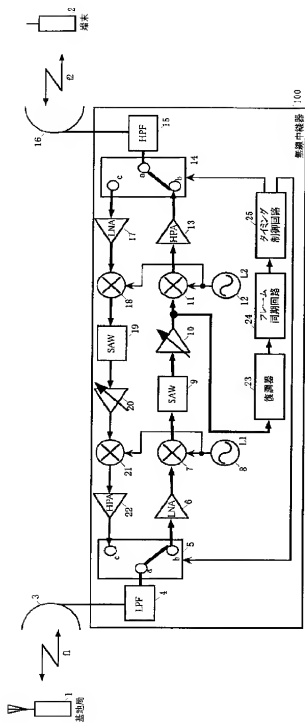 1
基地局
f1
3
4
LPF
5
a
b
c
6
LNA
7
8
L1
9
SAW
10
11
12
L2
13
HPA
14
a
b
c
15
HPF
16
f2
2
端末
17
LNA
18
19
SAW
20
21
22
HPA
23
復調器
24
フレーム
同期回路
25
タイミング
制御回路
無線中継器
100